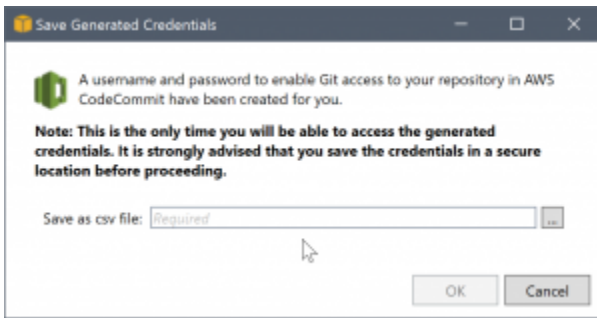 Save Generated Credentials
A username and password to enable Git access to your repository in AWS
CodeCommit have been created for you.
Note: This is the only time you will be able to access the generated
credentials. It is strongly advised that you save the credentials in a secure
location before proceeding.
Save as csv file: Required ...
OK Cancel